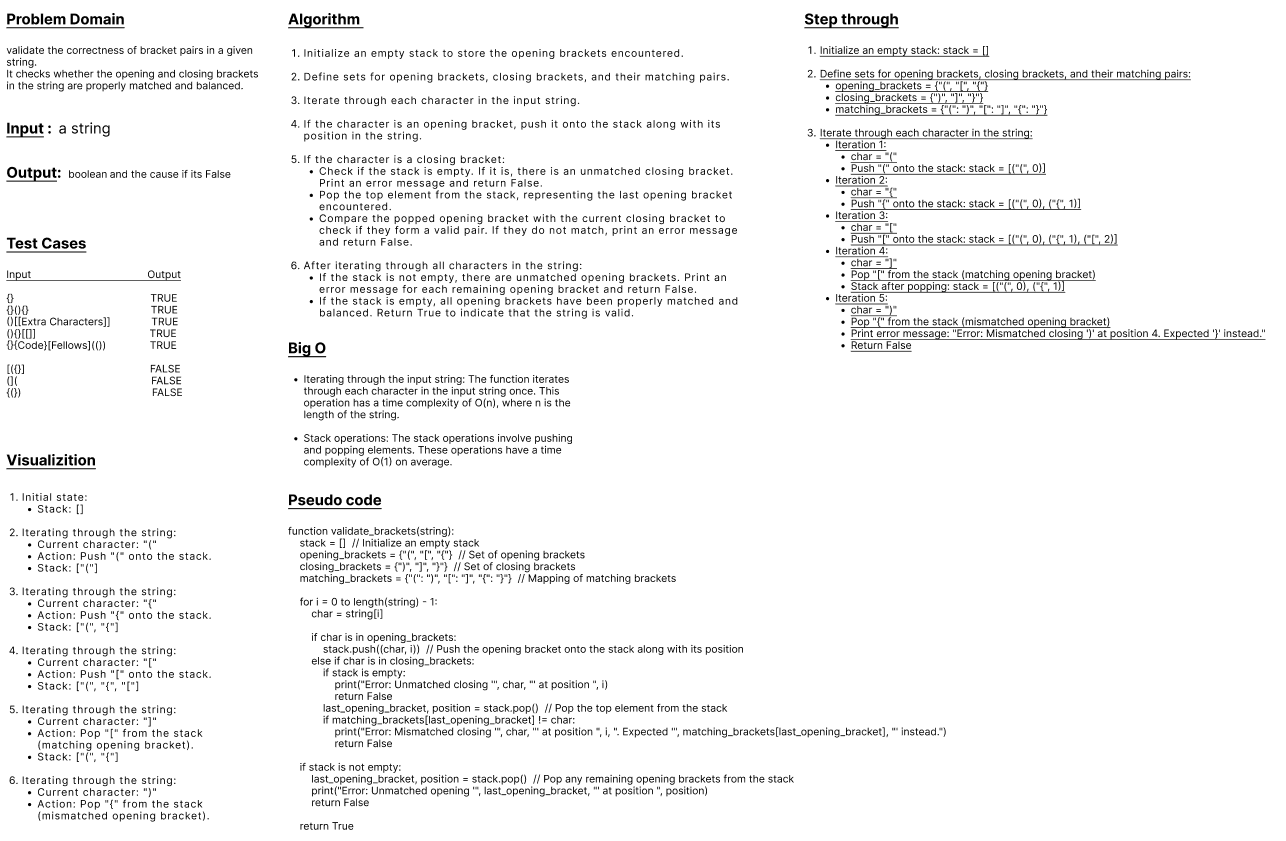 Problem Domain
validate the correctness of bracket pairs in a given
string.
It checks whether the opening and closing brackets
in the string are properly matched and balanced.
Input : a string
Output: boolean and the cause if its False
Test Cases
Input Output
{} TRUE
{}(){} TRUE
()[[Extra Characters]] TRUE
(){}[[]] TRUE
{}{Code}[Fellows](()) TRUE
[({}] FALSE
(]( FALSE
{(}) FALSE
Visualizition
1. Initial state:
• Stack: []
2. Iterating through the string:
• Current character: "("
• Action: Push "(" onto the stack.
• Stack: ["("]
3. Iterating through the string:
• Current character: "{"
• Action: Push "{" onto the stack.
• Stack: ["(", "{"]
4. Iterating through the string:
• Current character: "["
• Action: Push "[" onto the stack.
• Stack: ["(", "{", "["]
5. Iterating through the string:
• Current character: "]"
• Action: Pop "[" from the stack
(matching opening bracket).
• Stack: ["(", "{"]
6. Iterating through the string:
• Current character: ")"
• Action: Pop "{" from the stack
(mismatched opening bracket).
Algorithm
1. Initialize an empty stack to store the opening brackets encountered.
2. Define sets for opening brackets, closing brackets, and their matching pairs.
3. Iterate through each character in the input string.
4. If the character is an opening bracket, push it onto the stack along with its
position in the string.
5. If the character is a closing bracket:
• Check if the stack is empty. If it is, there is an unmatched closing bracket.
Print an error message and return False.
• Pop the top element from the stack, representing the last opening bracket
encountered.
• Compare the popped opening bracket with the current closing bracket to
check if they form a valid pair. If they do not match, print an error message
and return False.
6. After iterating through all characters in the string:
• If the stack is not empty, there are unmatched opening brackets. Print an
error message for each remaining opening bracket and return False.
• If the stack is empty, all opening brackets have been properly matched and
balanced. Return True to indicate that the string is valid.
Big O
• Iterating through the input string: The function iterates
through each character in the input string once. This
operation has a time complexity of O(n), where n is the
length of the string.
• Stack operations: The stack operations involve pushing
and popping elements. These operations have a time
complexity of O(1) on average.
Pseudo code
function validate_brackets(string):
stack = [] // Initialize an empty stack
opening_brackets = {"(", "[", "{"} // Set of opening brackets
closing_brackets = {")", "]", "}"} // Set of closing brackets
matching_brackets = {"(": ")", "[": "]", "{": "}"} // Mapping of matching brackets
for i = 0 to length(string) - 1:
char = string[i]
if char is in opening_brackets:
stack.push((char, i)) // Push the opening bracket onto the stack along with its position
else if char is in closing_brackets:
if stack is empty:
print("Error: Unmatched closing '", char, "' at position ", i)
return False
last_opening_bracket, position = stack.pop() // Pop the top element from the stack
if matching_brackets[last_opening_bracket] != char:
print("Error: Mismatched closing '", char, "' at position ", i, ". Expected '", matching_brackets[last_opening_bracket], "' instead.")
return False
if stack is not empty:
last_opening_bracket, position = stack.pop() // Pop any remaining opening brackets from the stack
print("Error: Unmatched opening '", last_opening_bracket, "' at position ", position)
return False
return True
Step through
1. Initialize an empty stack: stack = []
2. Define sets for opening brackets, closing brackets, and their matching pairs:
• opening_brackets = {"(", "[", "{"}
• closing_brackets = {")", "]", "}"}
• matching_brackets = {"(": ")", "[": "]", "{": "}"}
3. Iterate through each character in the string:
• Iteration 1:
• char = "("
• Push "(" onto the stack: stack = [("(", 0)]
• Iteration 2:
• char = "{"
• Push "{" onto the stack: stack = [("(", 0), ("{", 1)]
• Iteration 3:
• char = "["
• Push "[" onto the stack: stack = [("(", 0), ("{", 1), ("[", 2)]
• Iteration 4:
• char = "]"
• Pop "[" from the stack (matching opening bracket)
• Stack after popping: stack = [("(", 0), ("{", 1)]
• Iteration 5:
• char = ")"
• Pop "{" from the stack (mismatched opening bracket)
• Print error message: "Error: Mismatched closing ')' at position 4. Expected '}' instead."
• Return False